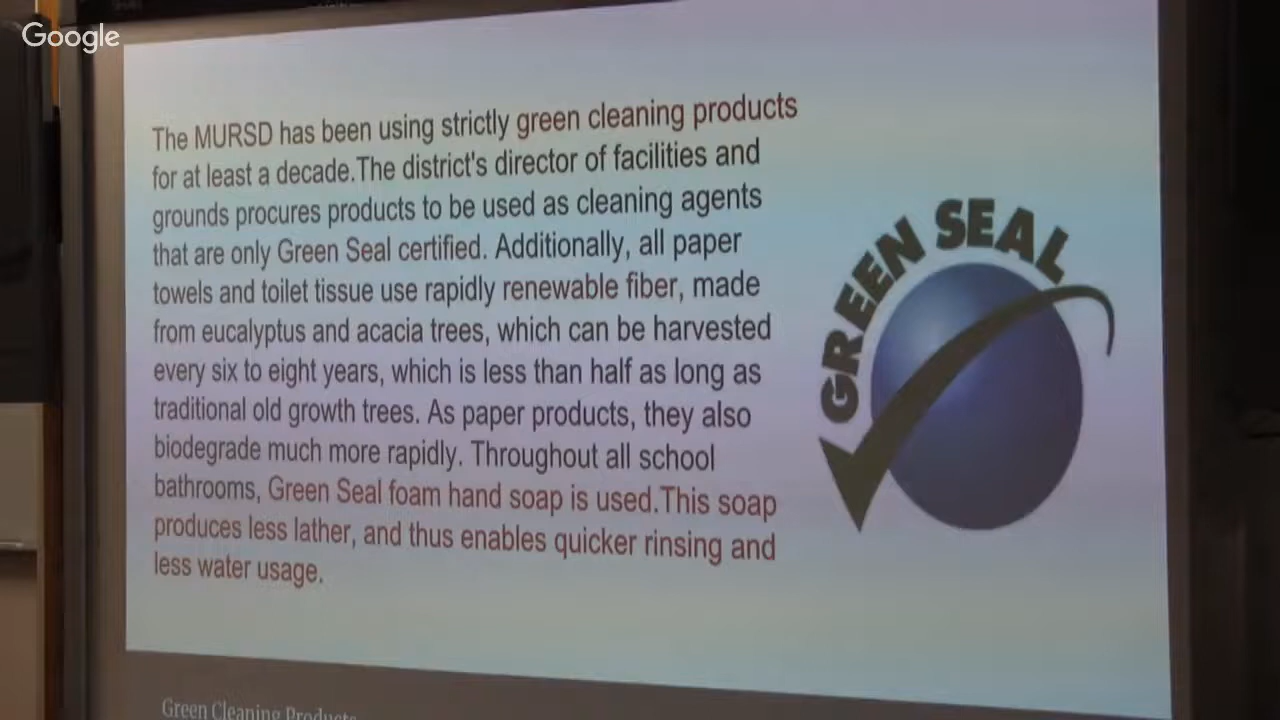 Google
The MURSD has been using strictly green cleaning products
for at least a decade.The district's director of facilities and
grounds procures products to be used as cleaning agents
that are only Green Seal certified. Additionally, all paper
towels and toilet tissue use rapidly renewable fiber, made
from eucalyptus and acacia trees, which can be harvested
every six to eight years, which is less than half as long as
traditional old growth trees. As paper products, they also
biodegrade much more rapidly. Throughout all school
bathrooms, Green Seal foam hand soap is used.This soap
produces less lather, and thus enables quicker rinsing and
less water usage.
GREEN SEAL
Green Cleaning Products